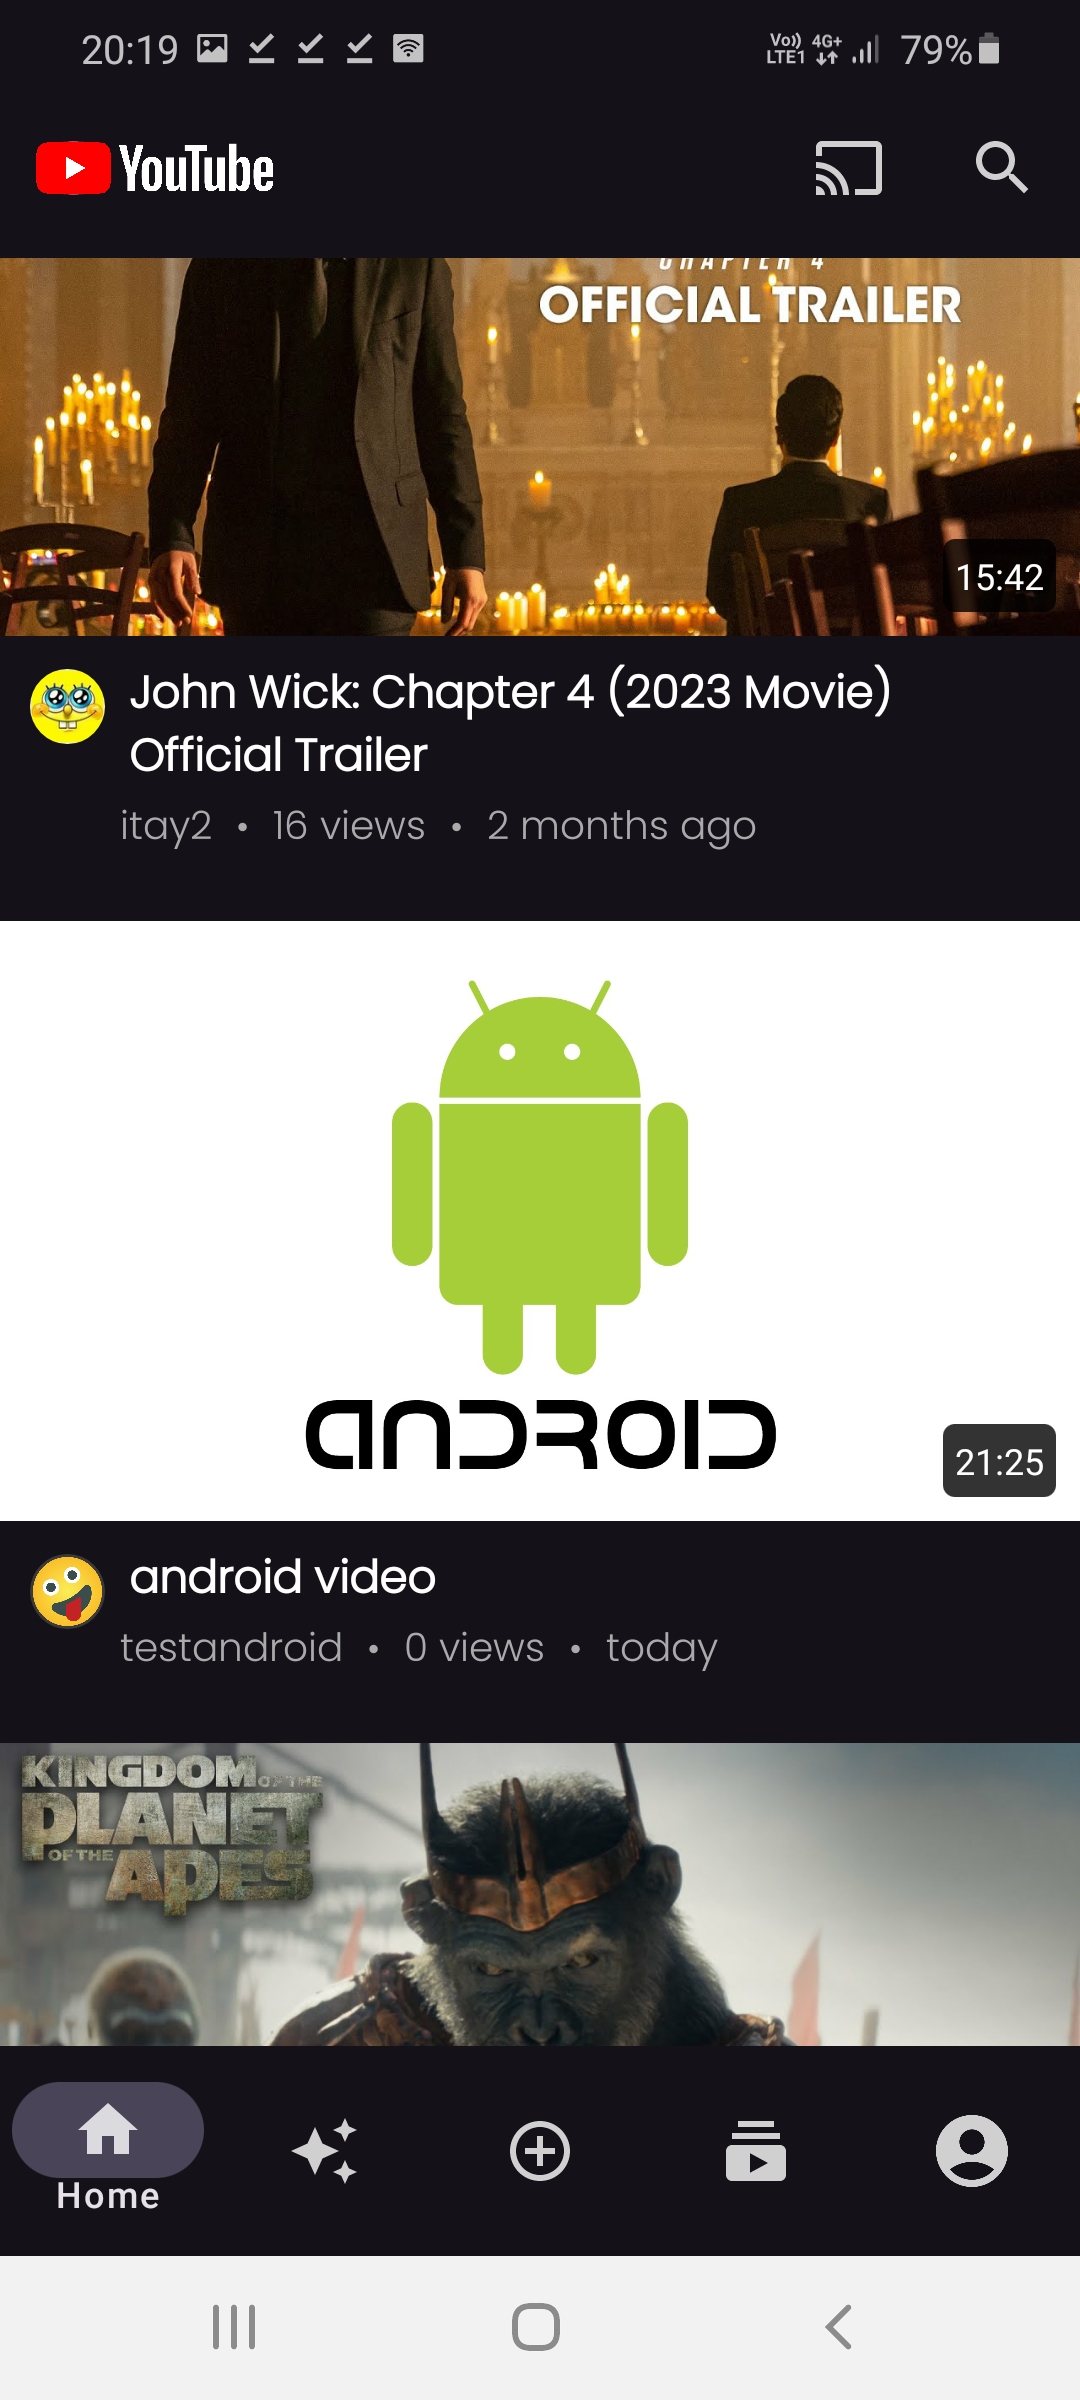 20:19
Vo)) 4G+
LTE1
79%
YouTube
CHAPTER 4
OFFICIAL TRAILER
15:42
John Wick: Chapter 4 (2023 Movie)
Official Trailer
itay2 • 16 views • 2 months ago
ANDROID
21:25
android video
testandroid • 0 views • today
KINGDOM OF THE
PLANET
OF THE APES
Home